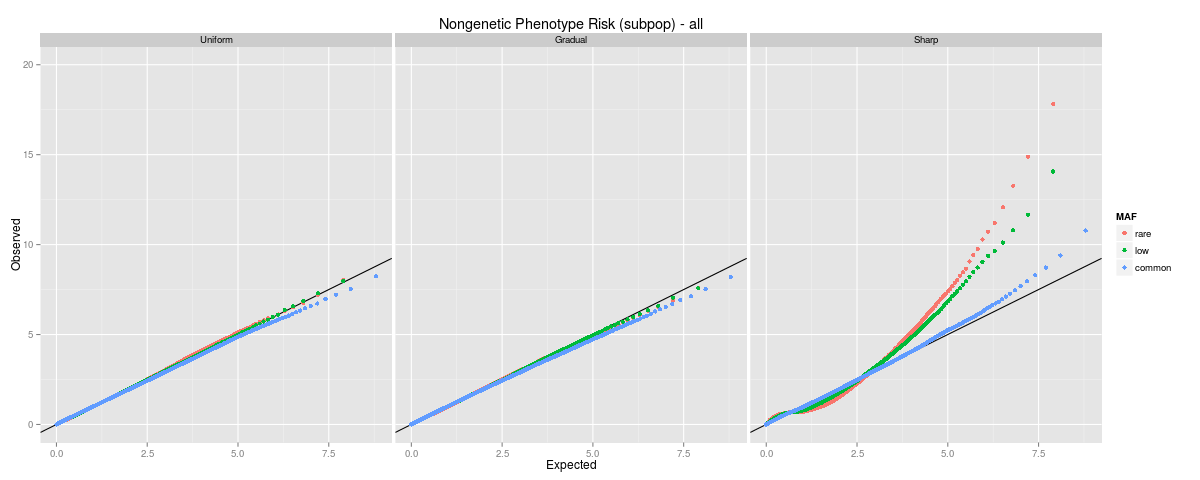 Nongenetic Phenotype Risk (subpop) - all
Uniform Gradual Sharp
20
15
10
5
0
Observed
0.0 2.5 5.0 7.5 0.0 2.5 5.0 7.5 0.0 2.5 5.0 7.5
Expected
MAF
rare
low
common